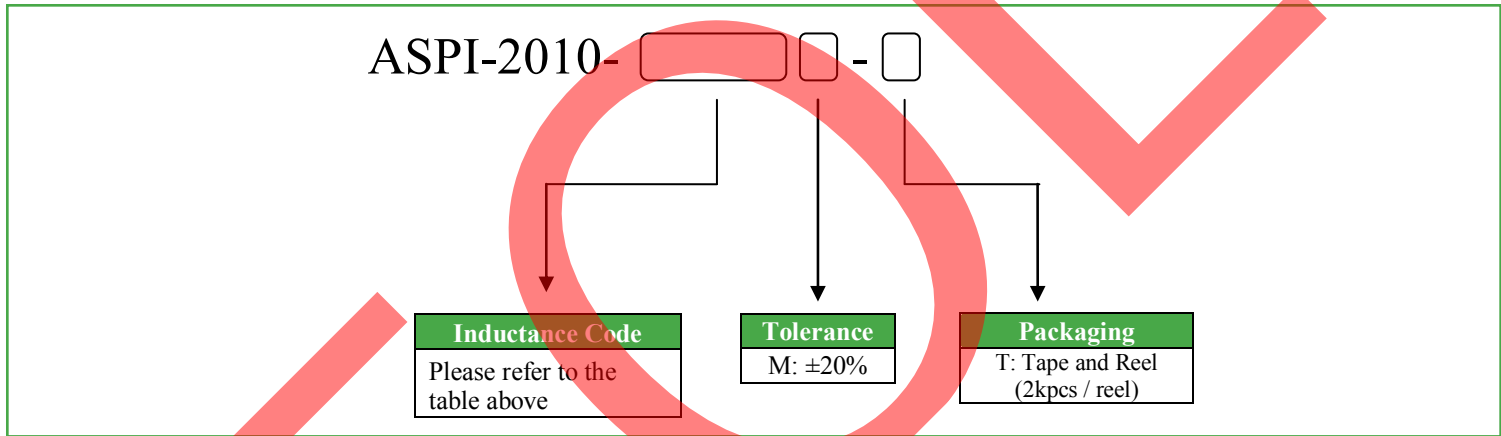 ASPI-2010- -
Inductance Code
Please refer to the
table above
Tolerance
M: ±20%
Packaging
T: Tape and Reel
(2kpcs / reel)